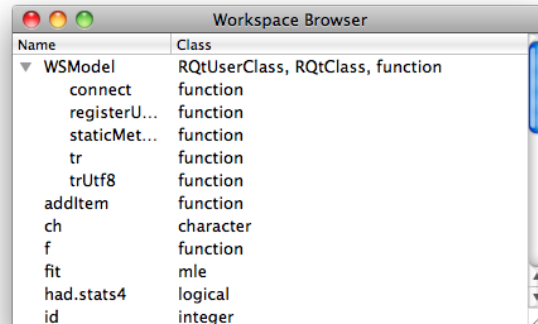 Workspace Browser
Name Class
WSModel RQtUserClass, RQtClass, function
connect function
registerU... function
staticMet... function
tr function
trUtf8 function
addItem function
ch character
f function
fit mle
had.stats4 logical
id integer